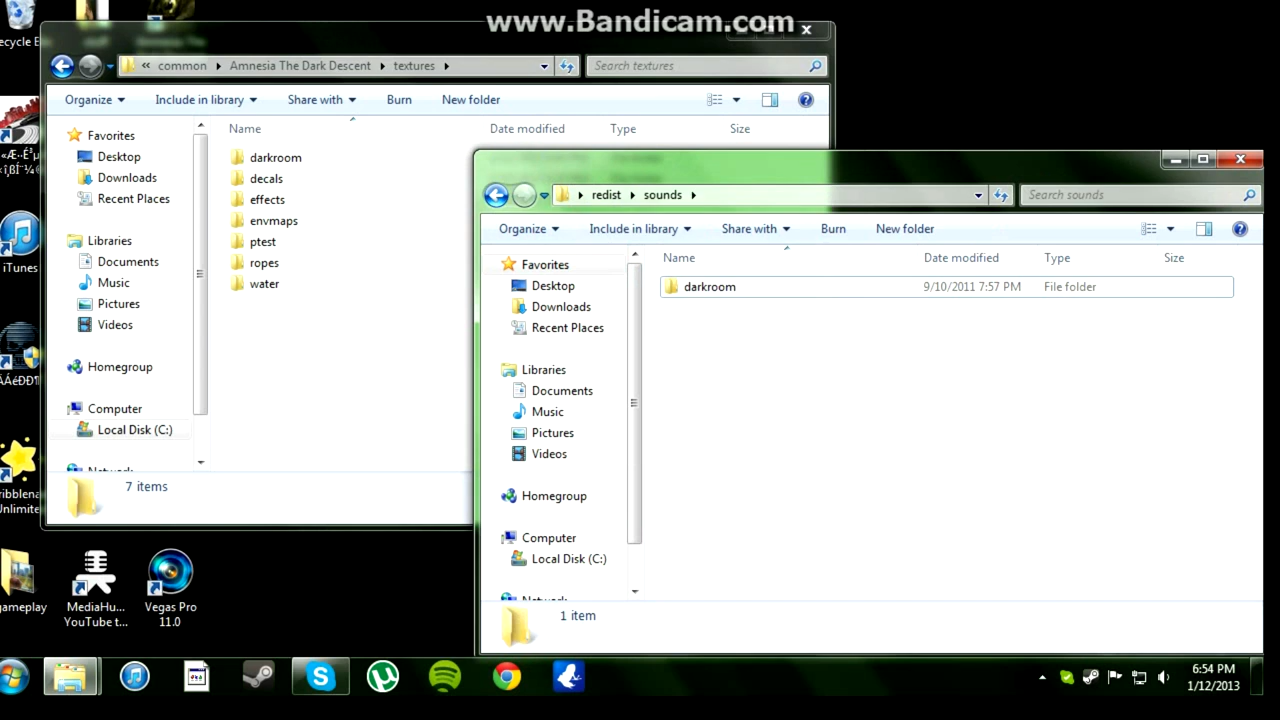 www.Bandicam.com
ecycle B
« common Amnesia The Dark Descent textures
Search textures
Organize Include in library Share with Burn New folder
Name Date modified Type Size
Favorites
Desktop
Downloads
Recent Places
Libraries
Documents
Music
Pictures
Videos
Homegroup
Computer
Local Disk (C:)
Network
darkroom
decals
effects
envmaps
ptest
ropes
water
7 items
redist sounds
Search sounds
Organize Include in library Share with Burn New folder
Name Date modified Type Size
Favorites
Desktop
Downloads
Recent Places
Libraries
Documents
Music
Pictures
Videos
Homegroup
Computer
Local Disk (C:)
Network
darkroom 9/10/2011 7:57 PM File folder
1 item
iTunes
ribblena
Unlimite
gameplay
MediaHu...
YouTube t...
Vegas Pro
11.0
6:54 PM
1/12/2013